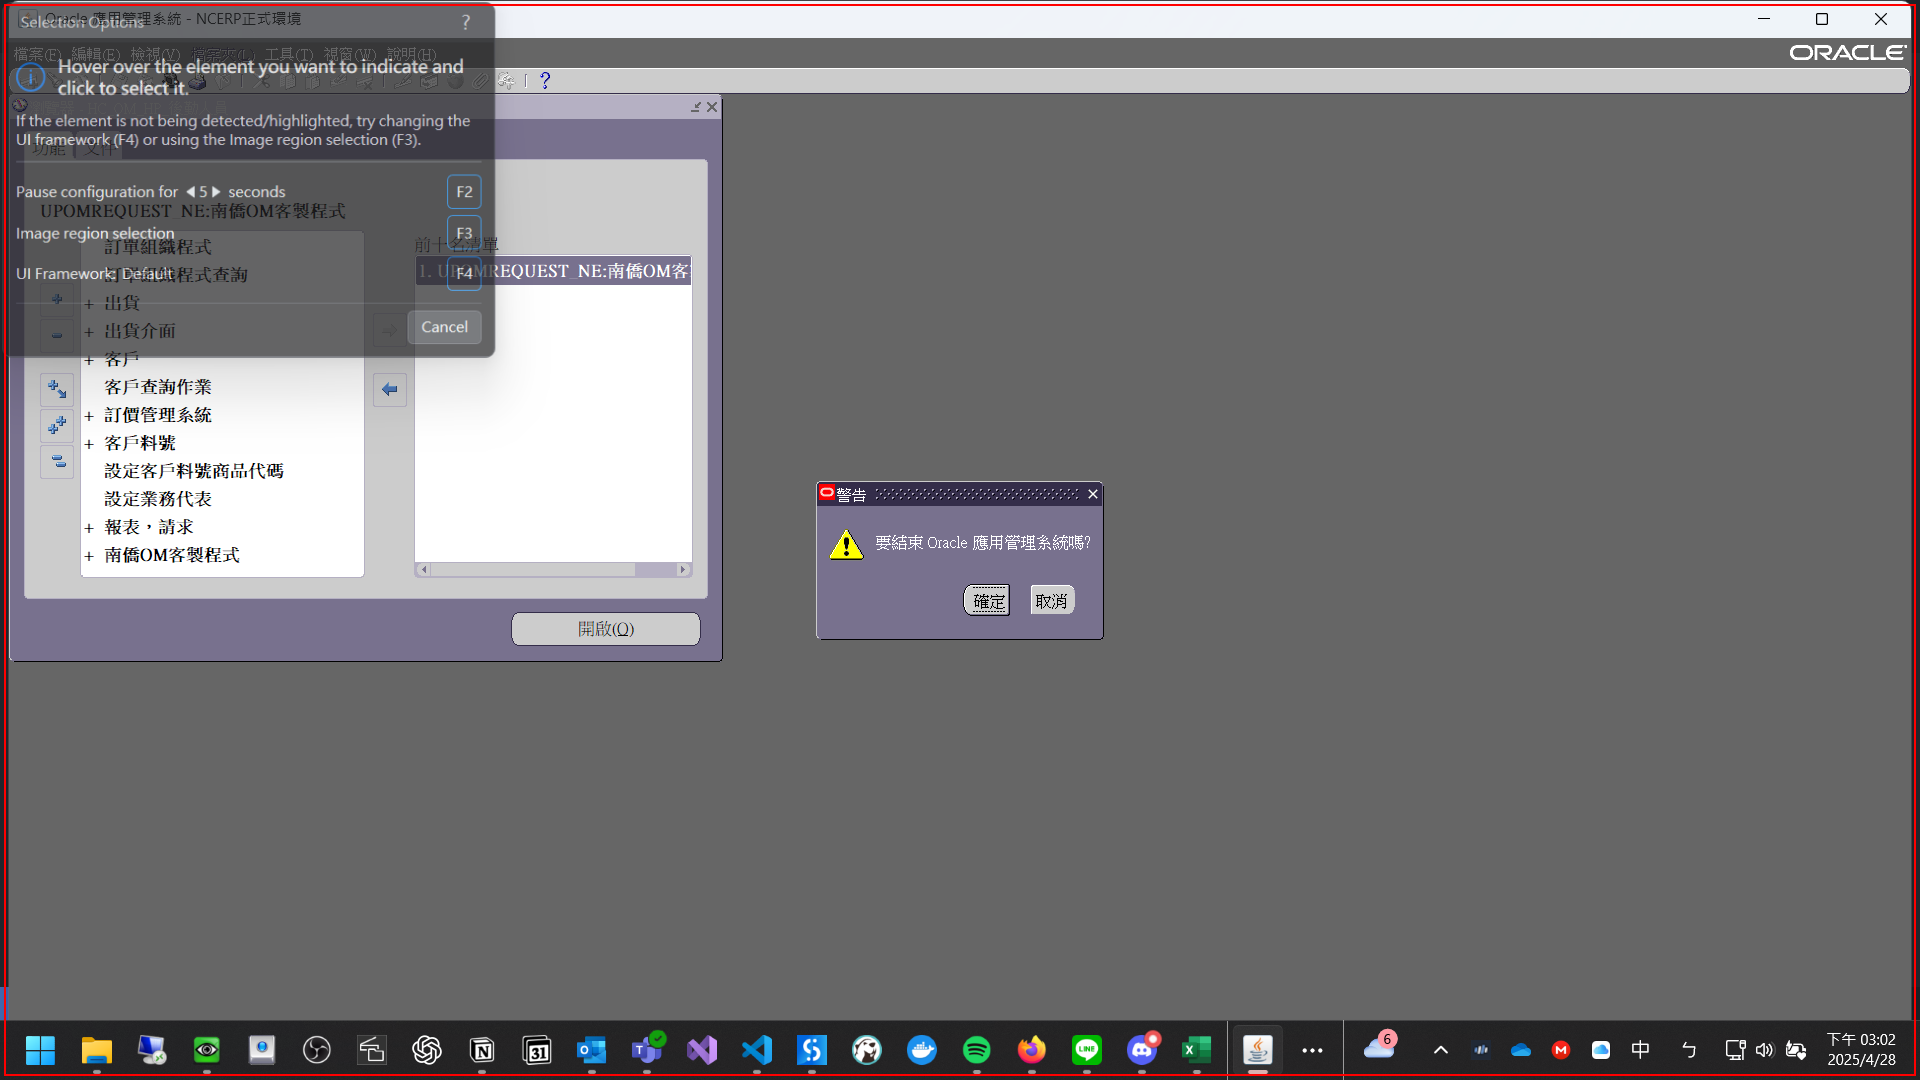 Oracle 應用管理系統 - NCERP正式環境
Selection Options
?
檔案(F) 編輯(E) 檢視(V) 檔案夾(L) 工具(T) 視窗(W) 說明(H)
ORACLE
Hover over the element you want to indicate and
click to select it.
?
If the element is not being detected/highlighted, try changing the
UI framework (F4) or using the Image region selection (F3).
功能 文件
Pause configuration for 5 seconds F2
UPOMREQUEST_NE:南僑OM客製程式
Image region selection F3
UI Framework: Default F4
Cancel
訂單組織程式
訂單組織程式查詢
+ 出貨
+ 出貨介面
+ 客戶
客戶查詢作業
+ 訂價管理系統
+ 客戶料號
設定客戶料號商品代碼
設定業務代表
+ 報表，請求
+ 南僑OM客製程式
前十名清單
1. UPOMREQUEST_NE:南僑OM客
開啟(O)
警告
要結束 Oracle 應用管理系統嗎?
確定 取消
31
LINE
6
中
ㄅ
下午 03:02
2025/4/28